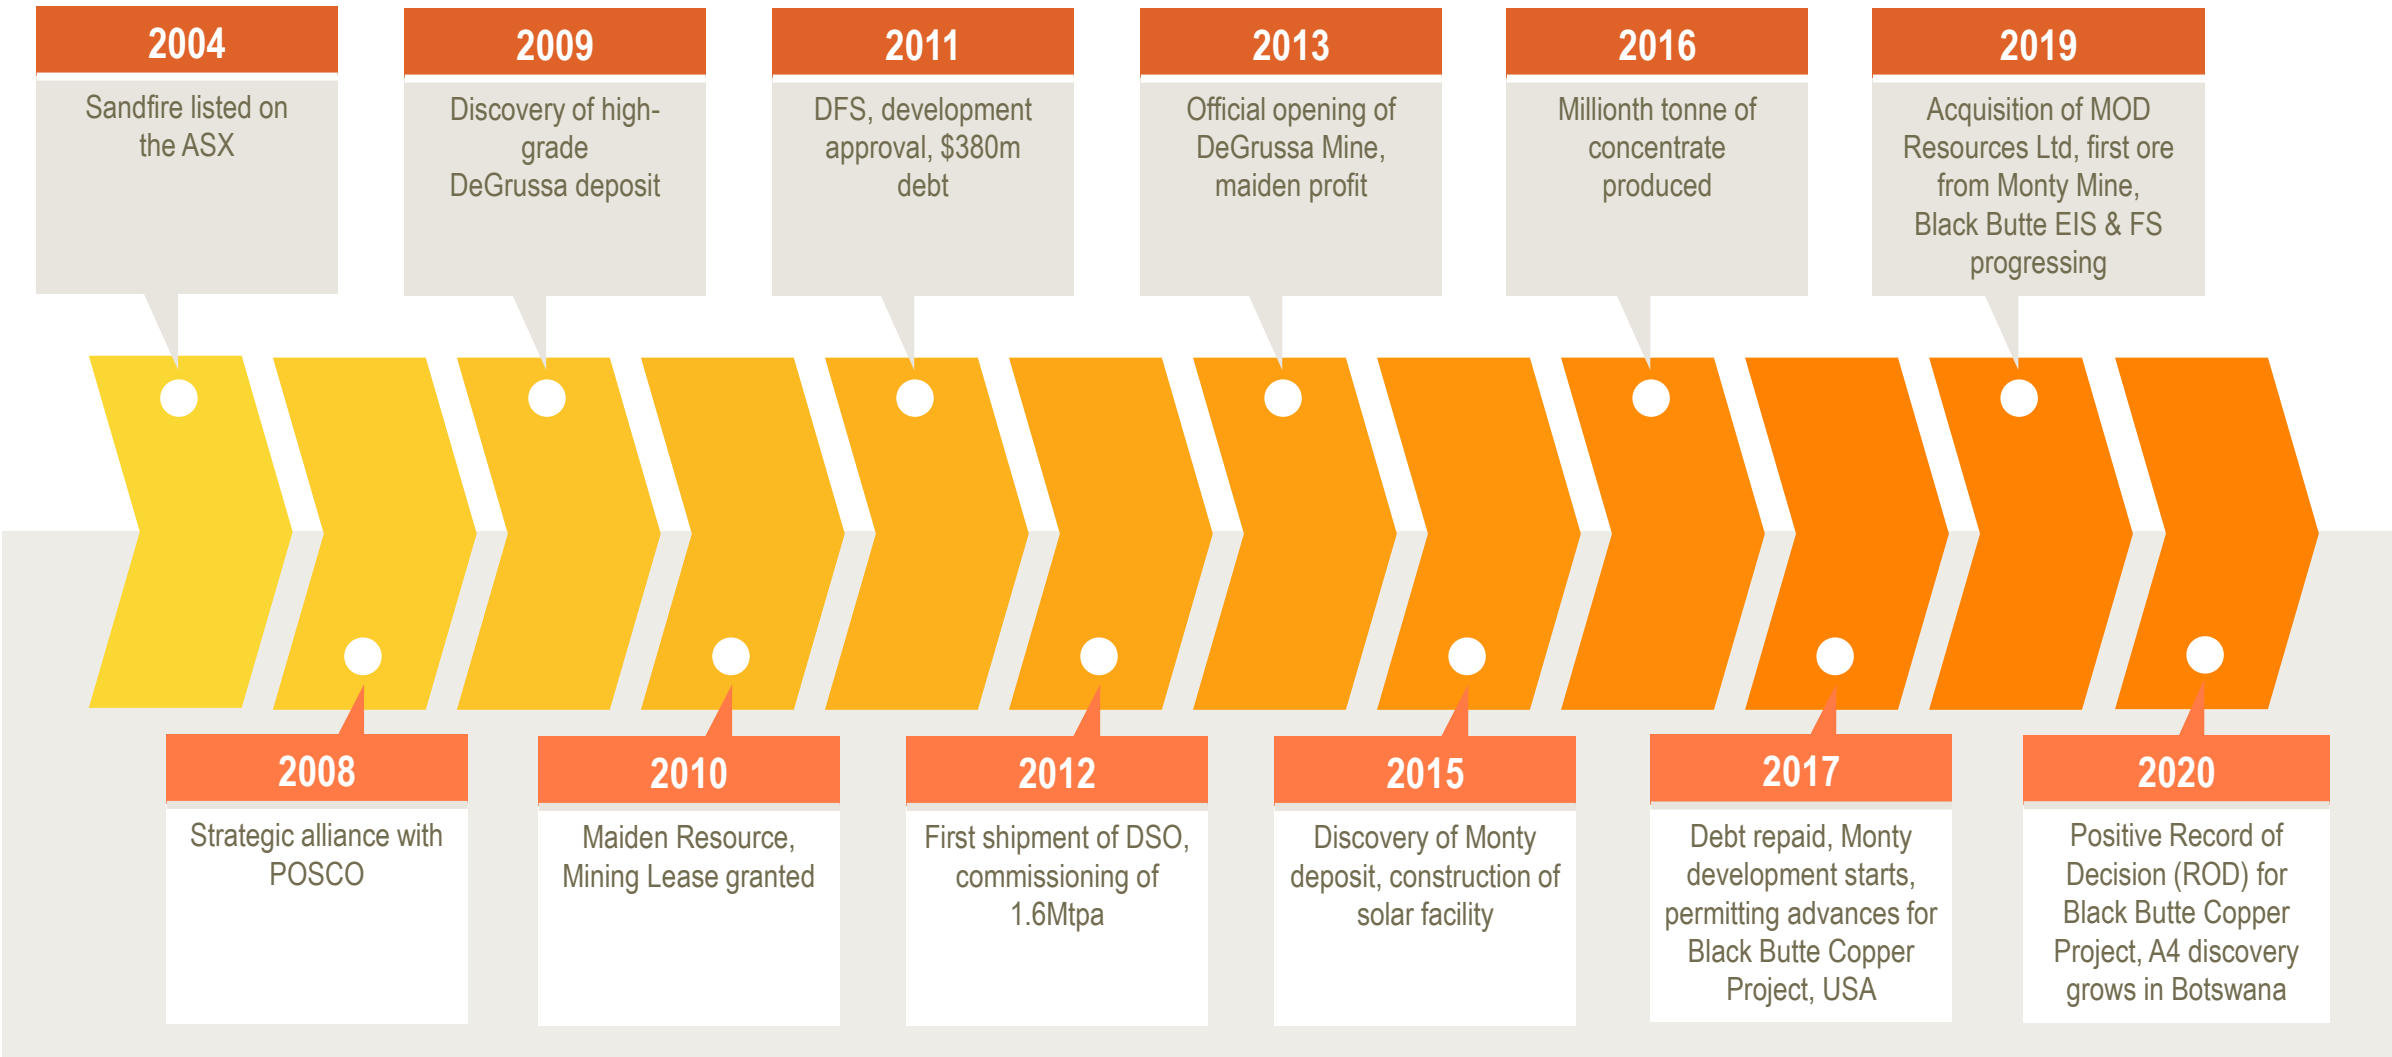 2004
Sandfire listed on
the ASX
2009
Discovery of high-
grade
DeGrussa deposit
2011
DFS, development
approval, $380m
debt
2013
Official opening of
DeGrussa Mine,
maiden profit
2016
Millionth tonne of
concentrate
produced
2019
Acquisition of MOD
Resources Ltd, first ore
from Monty Mine,
Black Butte EIS & FS
progressing
2008
Strategic alliance with
POSCO
2010
Maiden Resource,
Mining Lease granted
2012
First shipment of DSO,
commissioning of
1.6Mtpa
2015
Discovery of Monty
deposit, construction of
solar facility
2017
Debt repaid, Monty
development starts,
permitting advances for
Black Butte Copper
Project, USA
2020
Positive Record of
Decision (ROD) for
Black Butte Copper
Project, A4 discovery
grows in Botswana